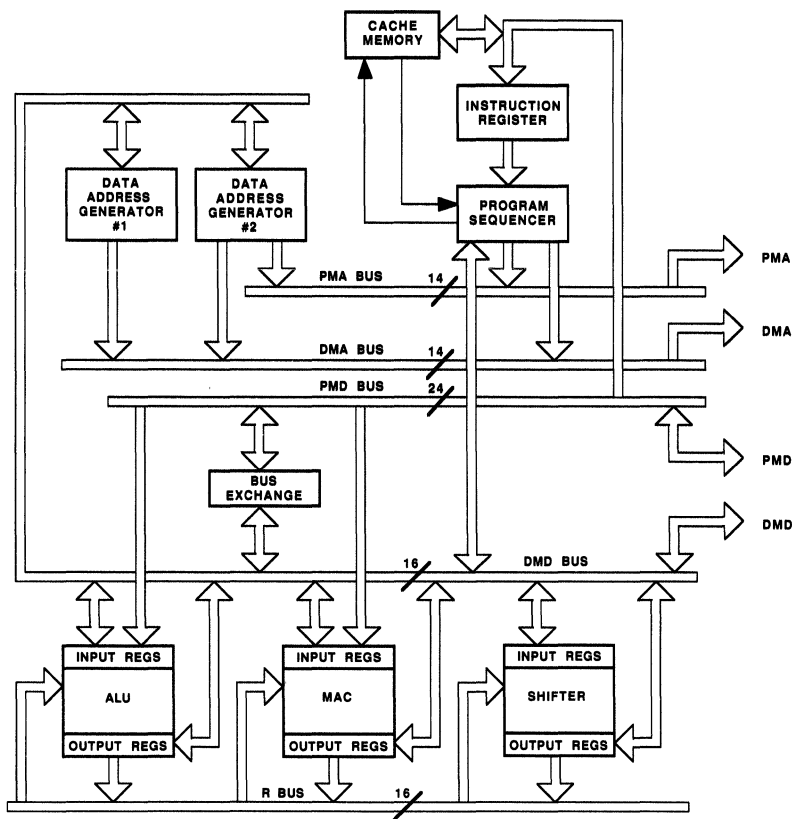 CACHE
MEMORY
INSTRUCTION
REGISTER
DATA
ADDRESS
GENERATOR
#1
DATA
ADDRESS
GENERATOR
#2
PROGRAM
SEQUENCER
PMA BUS
14
PMA
DMA BUS
14
DMA
PMD BUS
24
PMD
BUS
EXCHANGE
DMD
16
DMD BUS
INPUT REGS
ALU
OUTPUT REGS
INPUT REGS
MAC
OUTPUT REGS
INPUT REGS
SHIFTER
OUTPUT REGS
R BUS
16